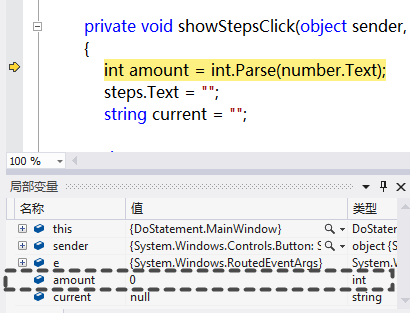 private void showStepsClick(object sender,
{
int amount = int.Parse(number.Text);
steps.Text = "";
string current = "";
100 %
局部变量
名称 值 类型
this {DoStatement.MainWindow} DoStatem
sender {System.Windows.Controls.Button: S object {S
e {System.Windows.RoutedEventArgs} System.W
amount 0 int
current null string